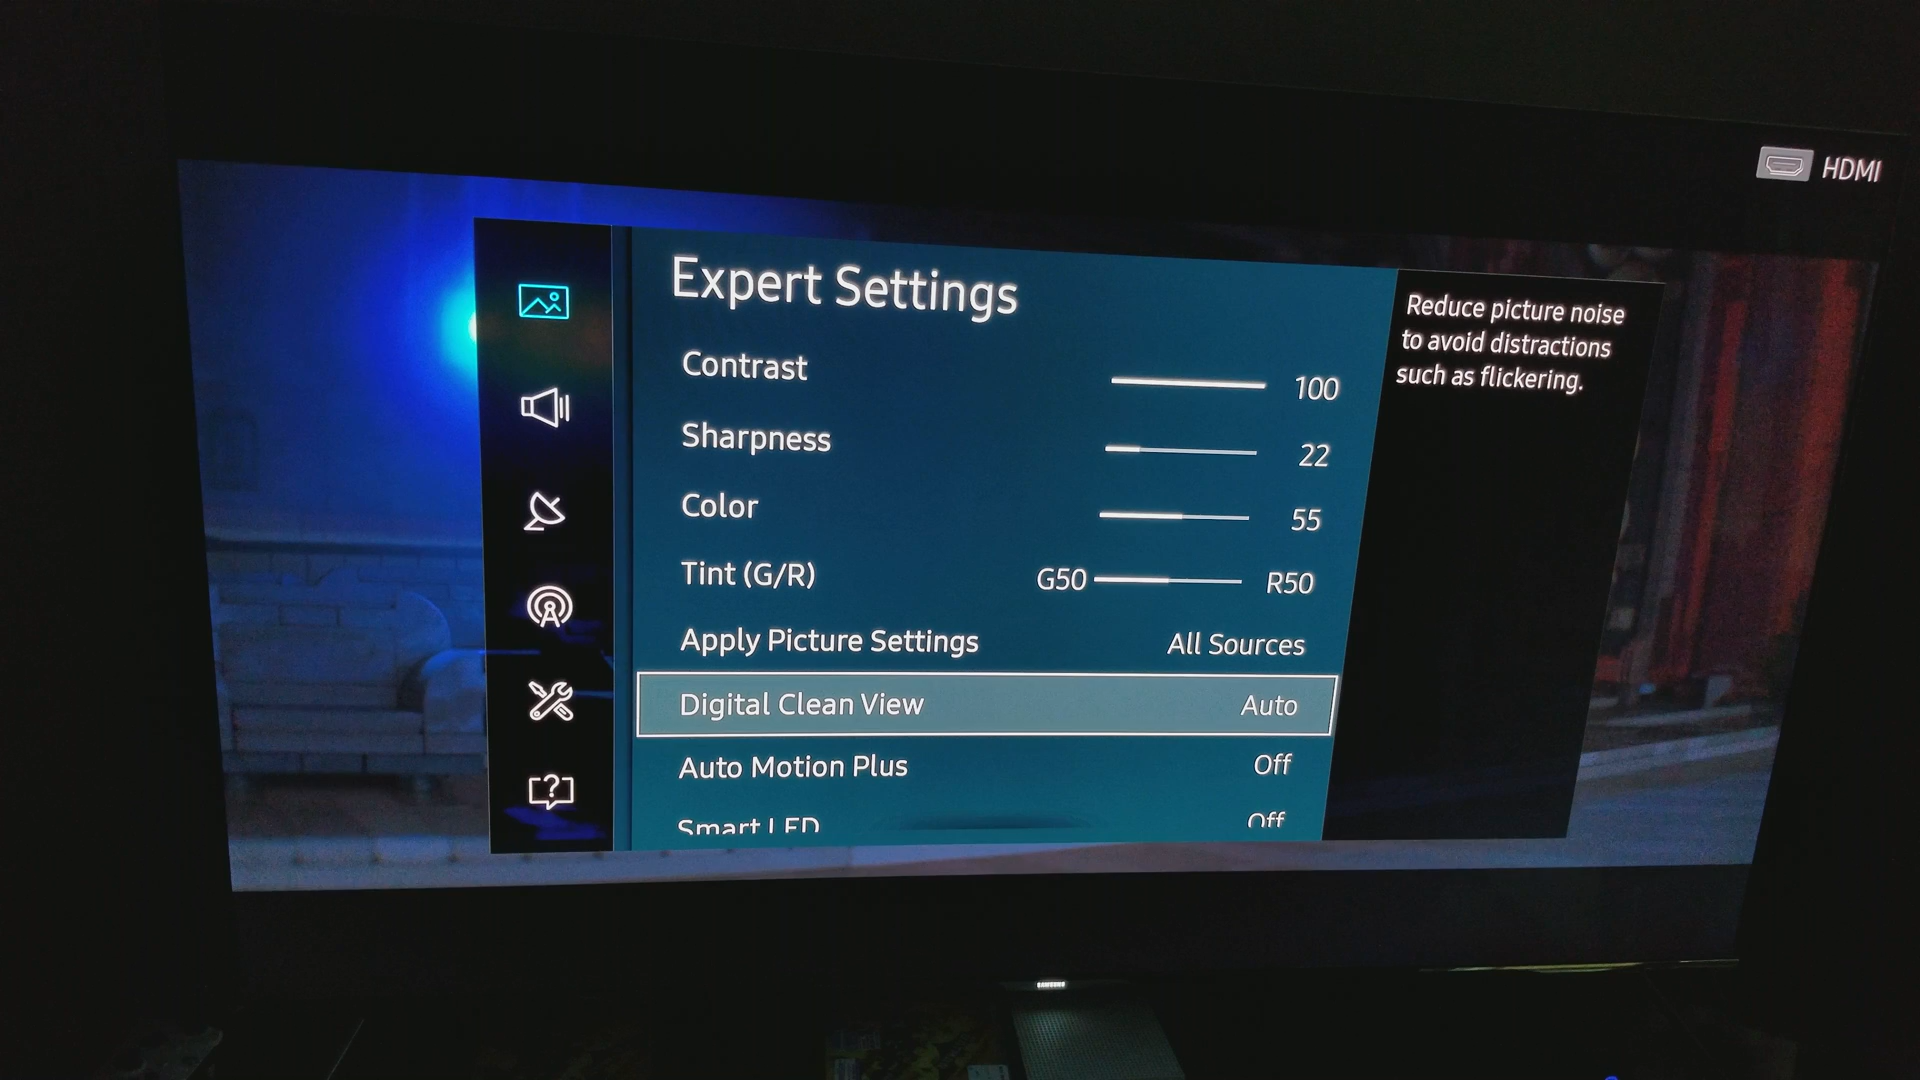 HDMI
Expert Settings
Contrast 100
Sharpness 22
Color 55
Tint (G/R) G50 R50
Apply Picture Settings All Sources
Digital Clean View Auto
Auto Motion Plus Off
Smart LED Off
Reduce picture noise
to avoid distractions
such as flickering.
SAMSUNG